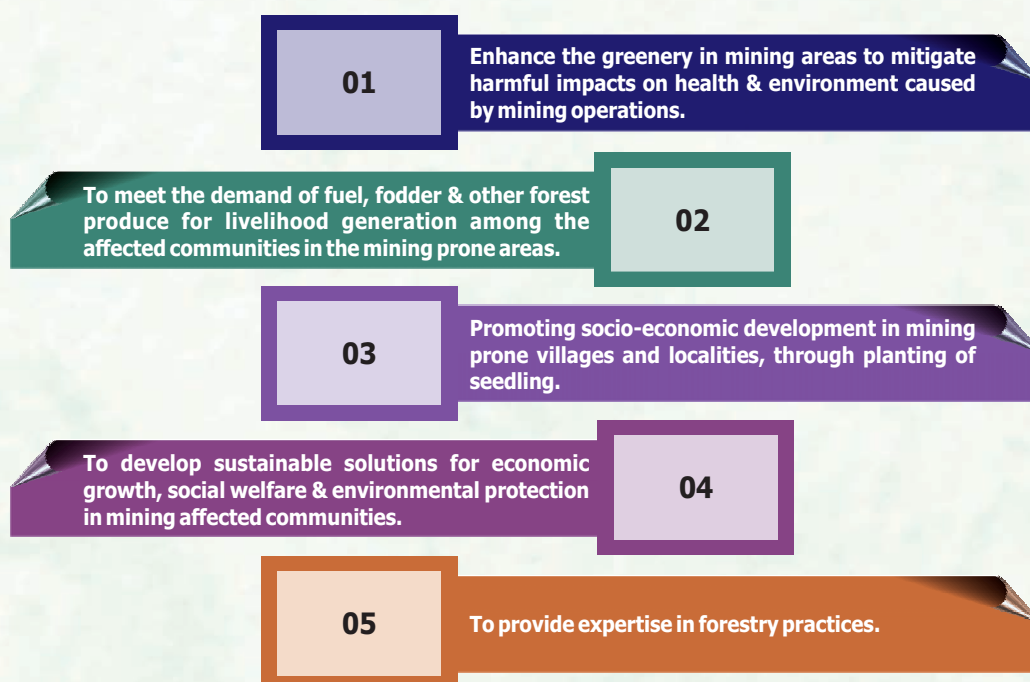 01
Enhance the greenery in mining areas to mitigate
harmful impacts on health & environment caused
by mining operations.
To meet the demand of fuel, fodder & other forest
produce for livelihood generation among the
affected communities in the mining prone areas.
02
03
Promoting socio-economic development in mining
prone villages and localities, through planting of
seedling.
To develop sustainable solutions for economic
growth, social welfare & environmental protection
in mining affected communities.
04
05
To provide expertise in forestry practices.